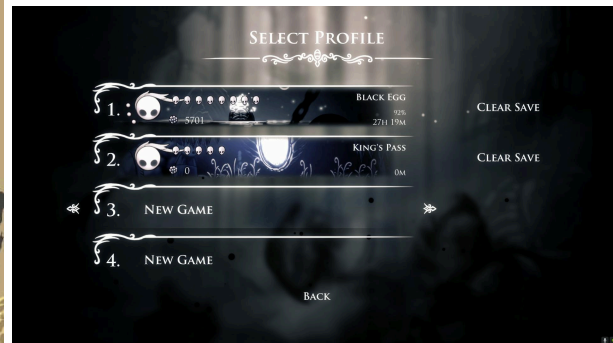 SELECT PROFILE
1.
BLACK EGG
92%
5701
27H 19M
CLEAR SAVE
2.
KING'S PASS
0
0M
CLEAR SAVE
3. NEW GAME
4. NEW GAME
BACK